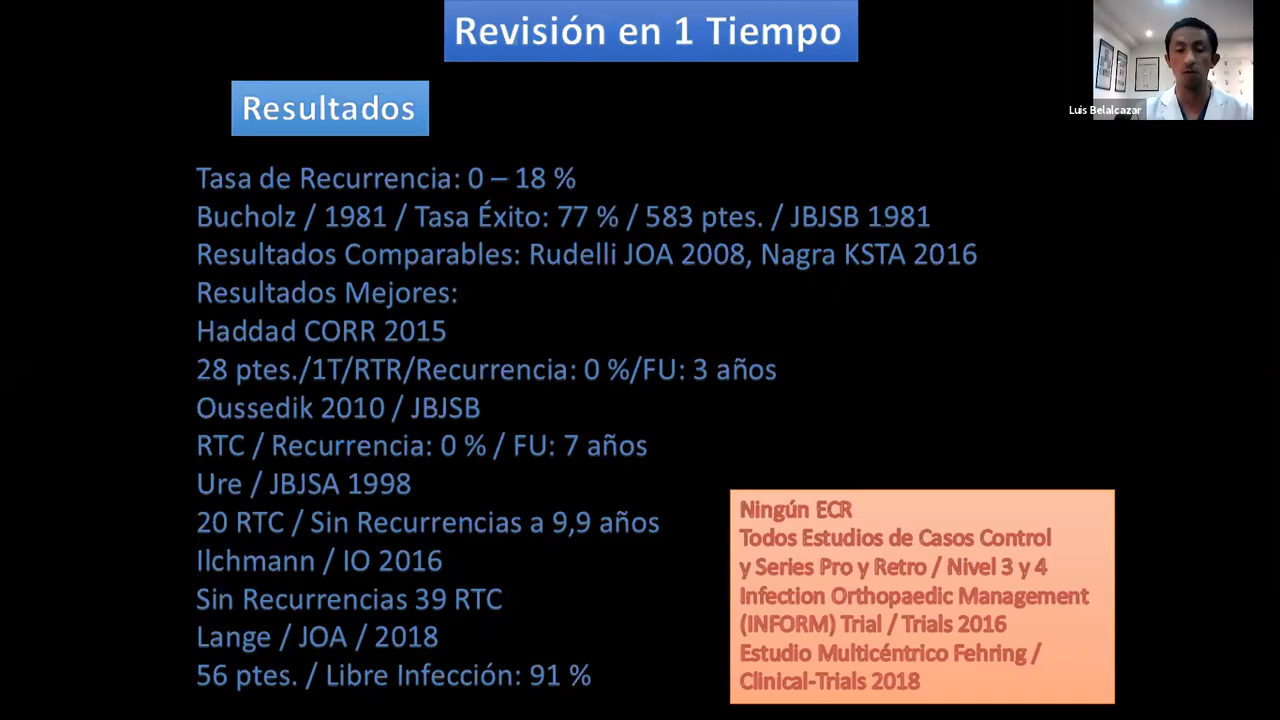 Revisión en 1 Tiempo
Luis Belalcazar
Resultados
Tasa de Recurrencia: 0 – 18 %
Bucholz / 1981 / Tasa Éxito: 77 % / 583 ptes. / JBJSB 1981
Resultados Comparables: Rudelli JOA 2008, Nagra KSTA 2016
Resultados Mejores:
Haddad CORR 2015
28 ptes./1T/RTR/Recurrencia: 0 %/FU: 3 años
Oussedik 2010 / JBJSB
RTC / Recurrencia: 0 % / FU: 7 años
Ure / JBJSA 1998
20 RTC / Sin Recurrencias a 9,9 años
Ilchmann / IO 2016
Sin Recurrencias 39 RTC
Lange / JOA / 2018
56 ptes. / Libre Infección: 91 %
Ningún ECR
Todos Estudios de Casos Control
y Series Pro y Retro / Nivel 3 y 4
Infection Orthopaedic Management
(INFORM) Trial / Trials 2016
Estudio Multicéntrico Fehring /
Clinical-Trials 2018